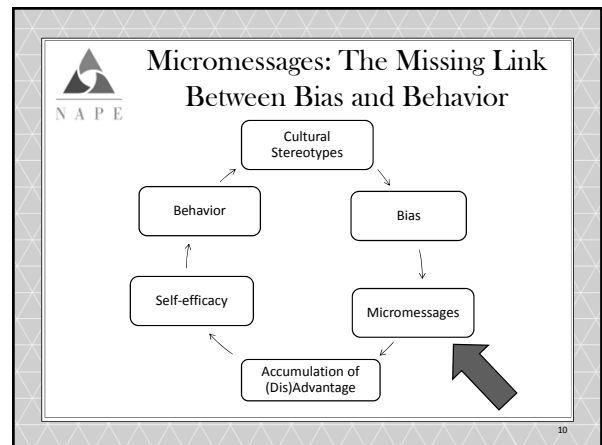 NAPE
Micromessages: The Missing Link
Between Bias and Behavior
Cultural
Stereotypes
Bias
Micromessages
Accumulation of
(Dis)Advantage
Self-efficacy
Behavior
10